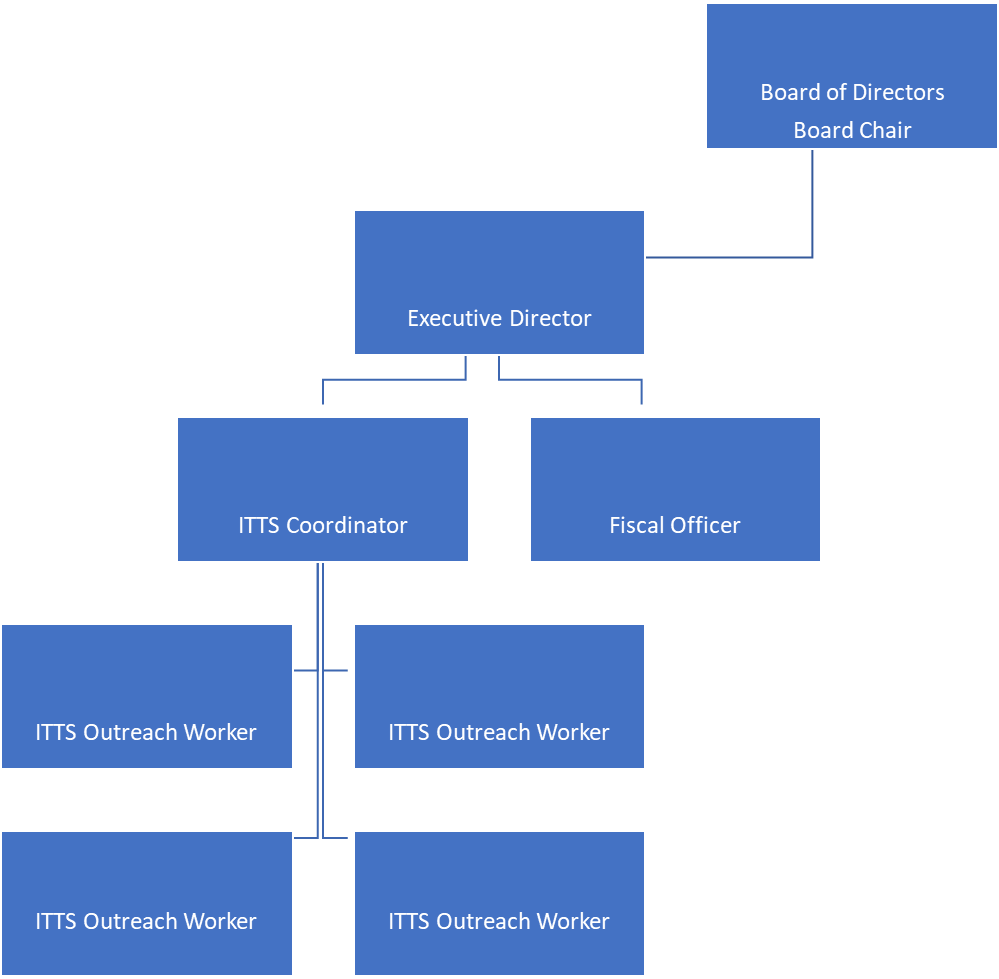 Board of Directors
Board Chair
Executive Director
ITTS Coordinator
Fiscal Officer
ITTS Outreach Worker
ITTS Outreach Worker
ITTS Outreach Worker
ITTS Outreach Worker